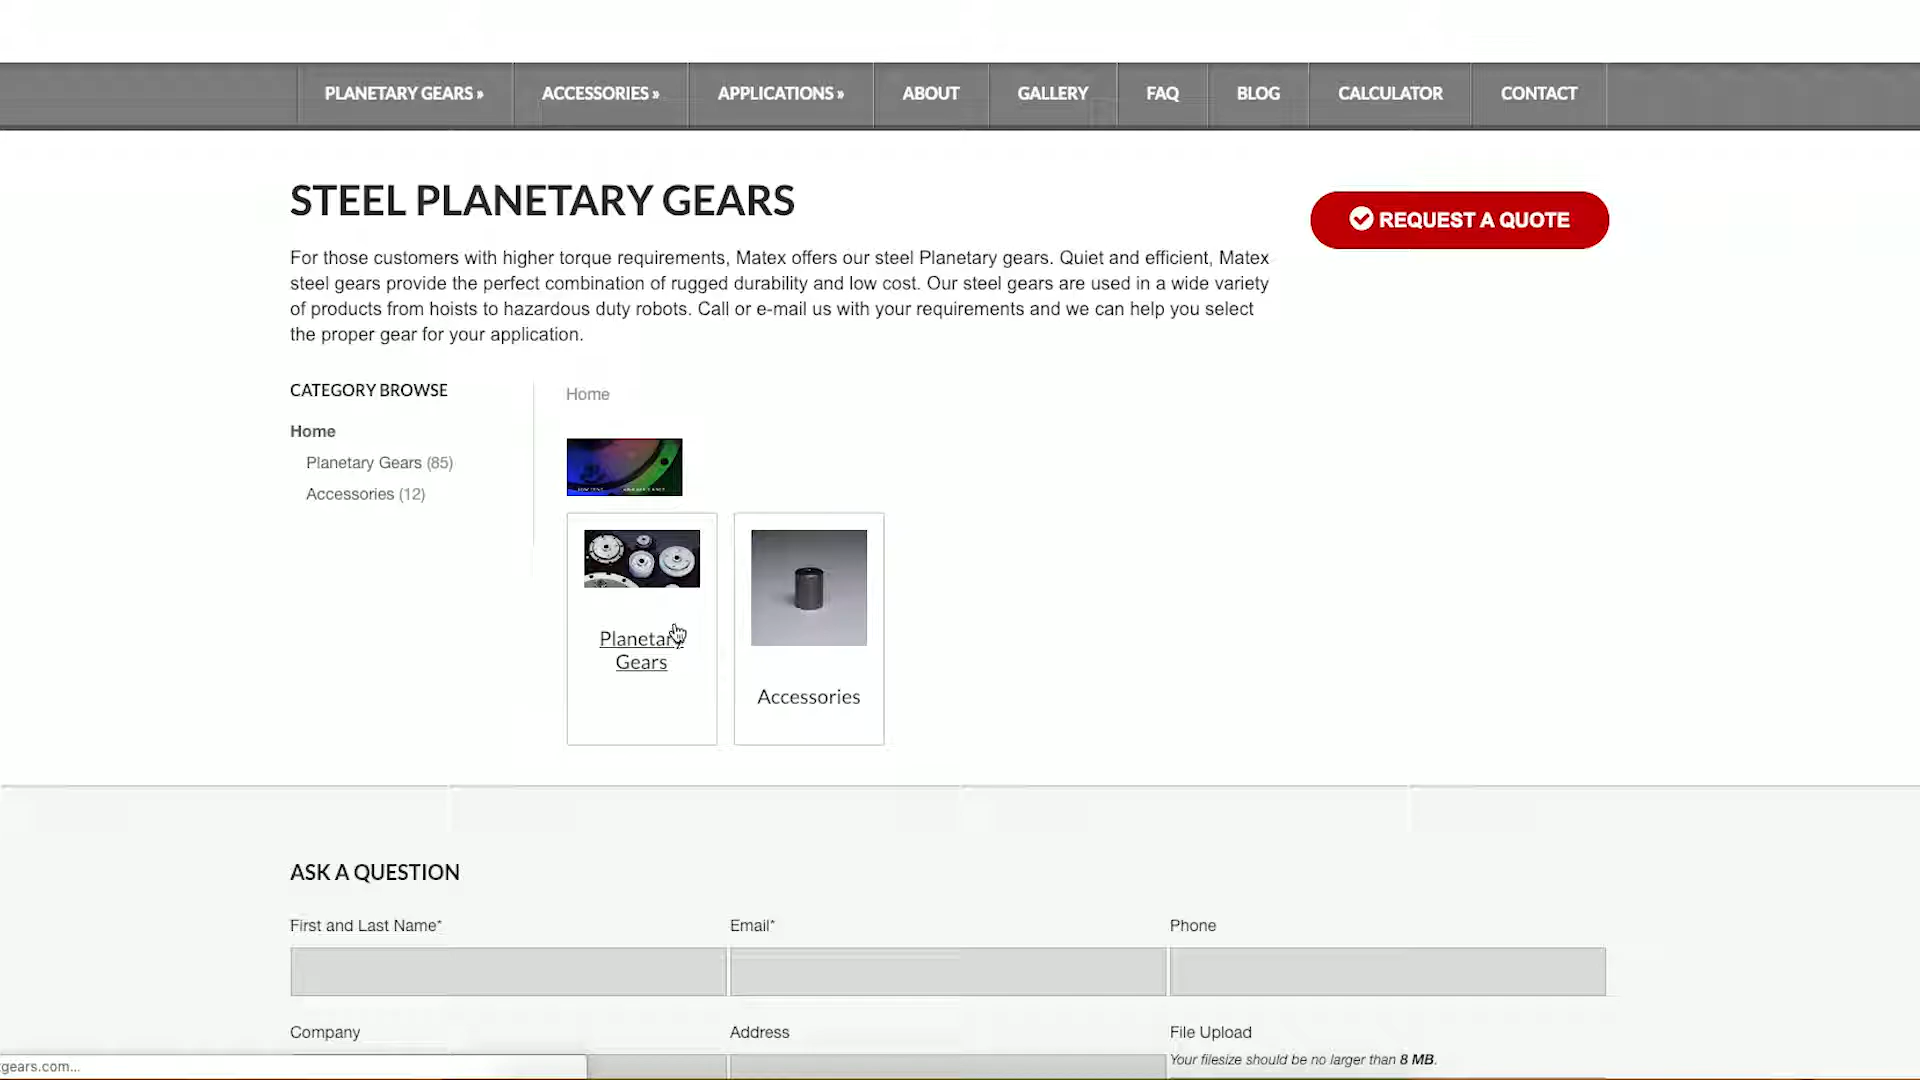 PLANETARY GEARS » ACCESSORIES » APPLICATIONS » ABOUT GALLERY FAQ BLOG CALCULATOR CONTACT
STEEL PLANETARY GEARS
REQUEST A QUOTE
For those customers with higher torque requirements, Matex offers our steel Planetary gears. Quiet and efficient, Matex
steel gears provide the perfect combination of rugged durability and low cost. Our steel gears are used in a wide variety
of products from hoists to hazardous duty robots. Call or e-mail us with your requirements and we can help you select
the proper gear for your application.
CATEGORY BROWSE
Home
Planetary Gears (85)
Accessories (12)
Home
Planetary
Gears
Accessories
ASK A QUESTION
First and Last Name* Email* Phone
Company Address File Upload
Your filesize should be no larger than 8 MB.
gears.com...